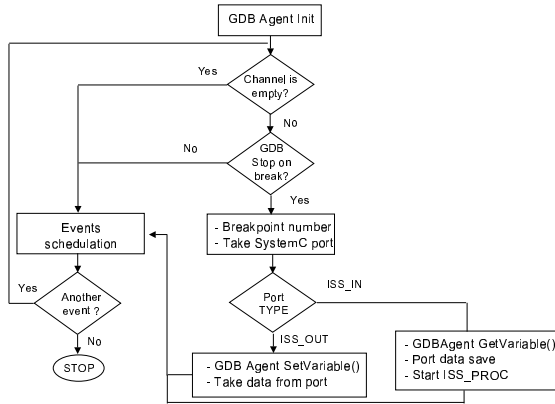 GDB Agent Init
Yes
Channel is
empty?
No
No
GDB
Stop on
break?
Yes
Events
schedulation
- Breakpoint number
- Take SystemC port
Yes
Another
event ?
Port
TYPE
ISS_IN
No
ISS_OUT
STOP
- GDB Agent SetVariable()
- Take data from port
- GDBAgent GetVariable()
- Port data save
- Start ISS_PROC